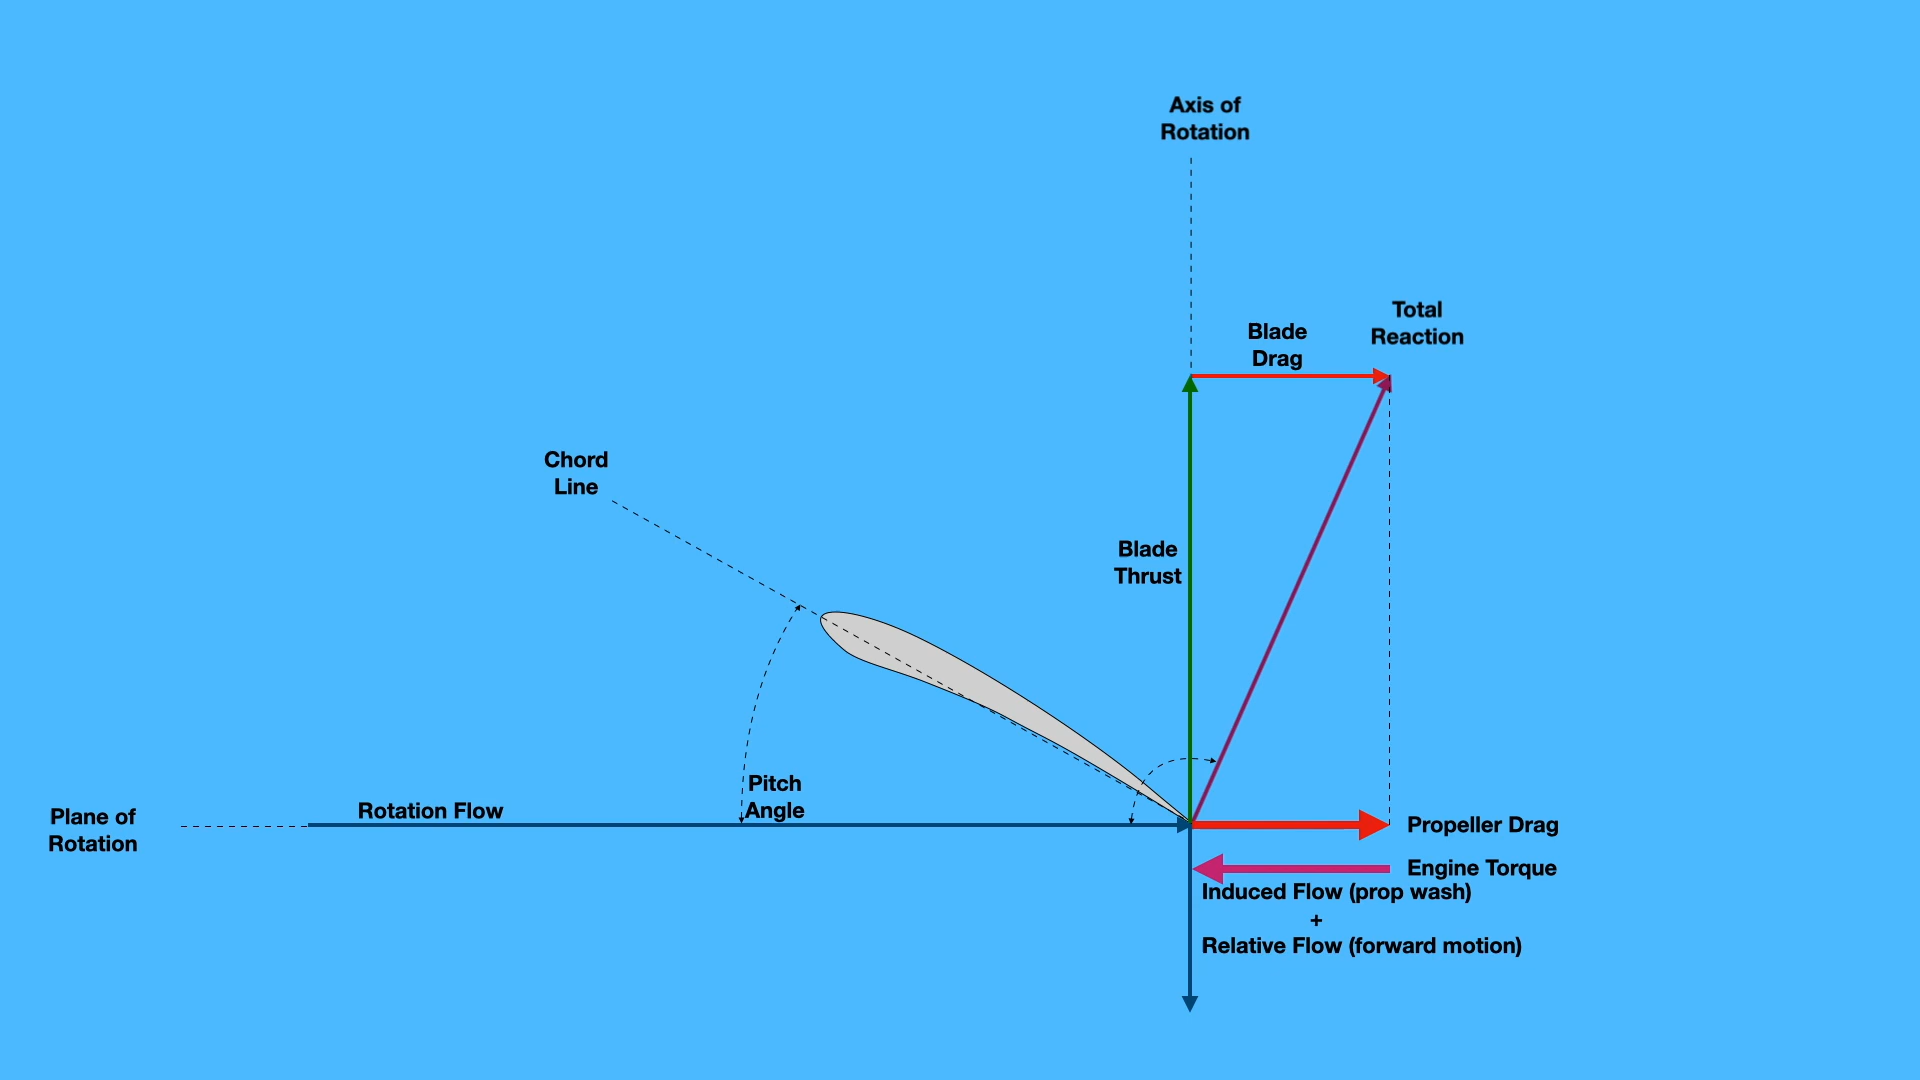 Axis of
Rotation
Total
Reaction
Blade
Drag
Chord
Line
Blade
Thrust
Pitch
Angle
Rotation Flow
Plane of
Rotation
Propeller Drag
Engine Torque
Induced Flow (prop wash)
+
Relative Flow (forward motion)